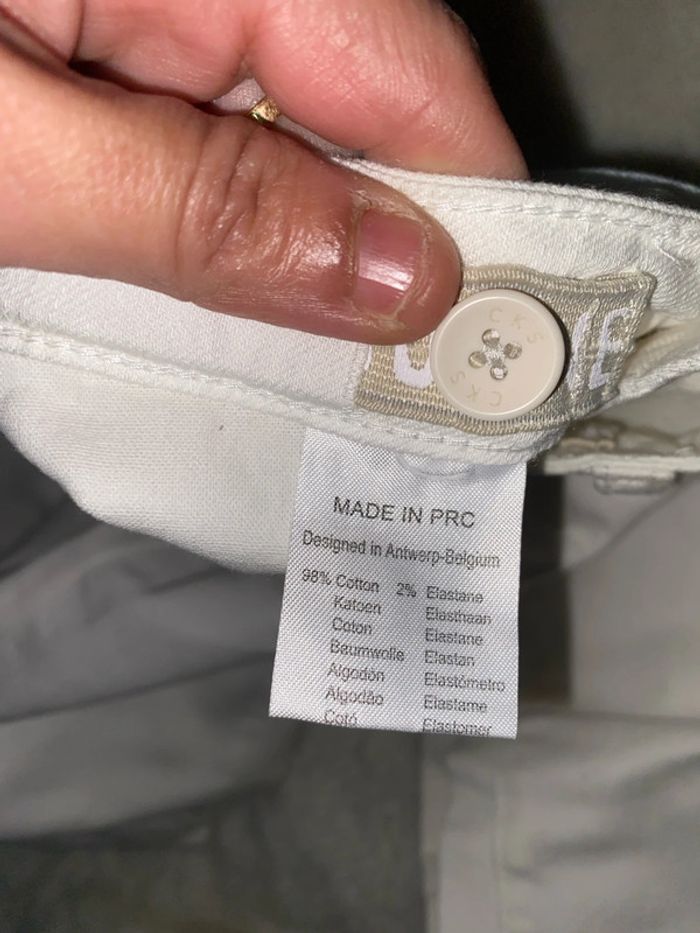 CKS
CKS
MADE IN PRC
Designed in Antwerp-Belgium
98% Cotton 2% Elastane
Katoen Elasthaan
Coton Elastane
Baumwolle Elastan
Algodón Elastómetro
Algodão Elastame
Cotó Elastomer